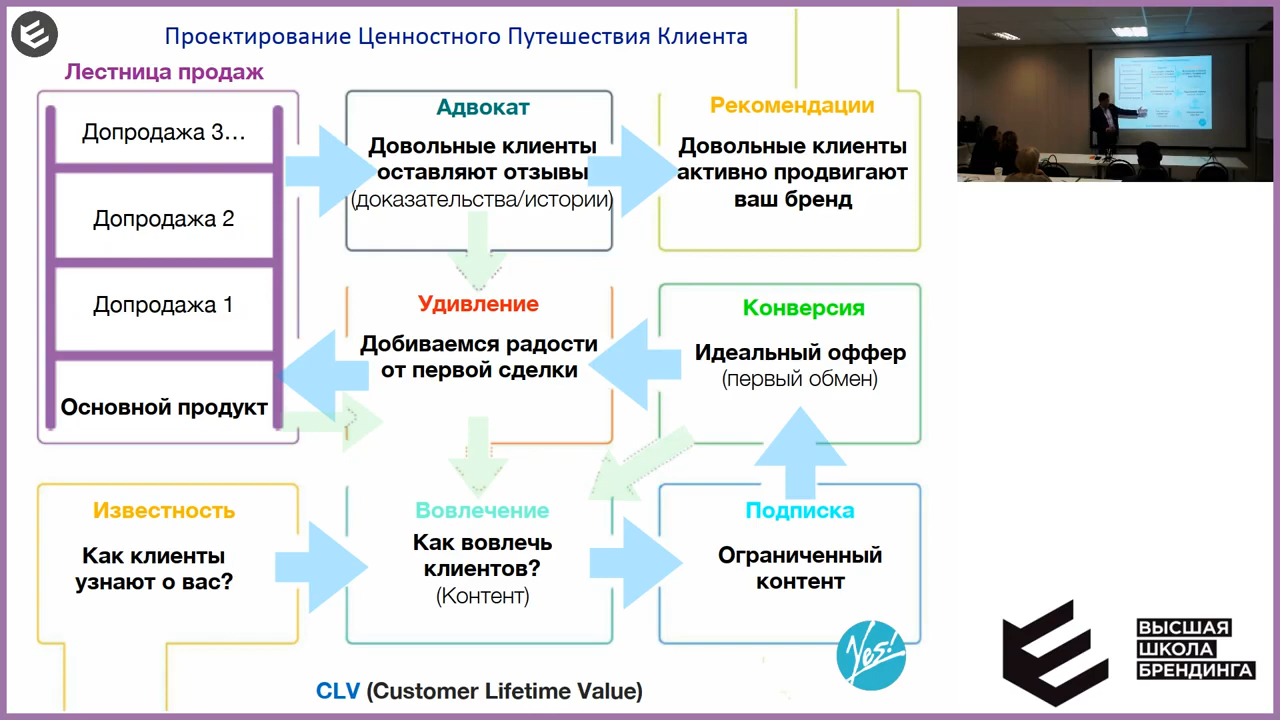 Проектирование Ценностного Путешествия Клиента
Лестница продаж
Допродажа 3...
Допродажа 2
Допродажа 1
Основной продукт
Адвокат
Довольные клиенты
оставляют отзывы
(доказательства/истории)
Рекомендации
Довольные клиенты
активно продвигают
ваш бренд
Удивление
Добиваемся радости
от первой сделки
Конверсия
Идеальный оффер
(первый обмен)
Известность
Как клиенты
узнают о вас?
Вовлечение
Как вовлечь
клиентов?
(Контент)
Подписка
Ограниченный
контент
Yes!
CLV (Customer Lifetime Value)
ВЫСШАЯ
ШКОЛА
БРЕНДИНГА